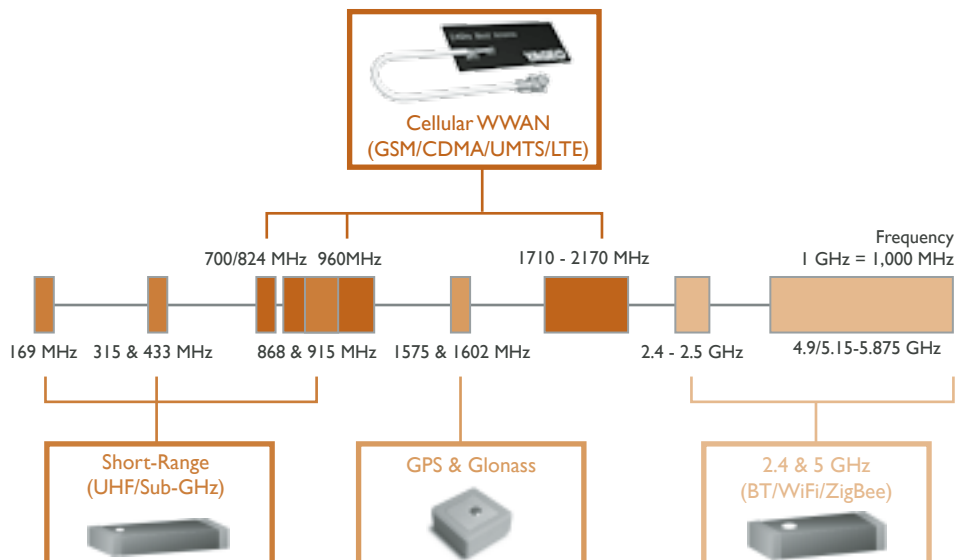 YAGEO
Cellular WWAN
(GSM/CDMA/UMTS/LTE)
700/824 MHz 960MHz
1710 - 2170 MHz
Frequency
1 GHz = 1,000 MHz
169 MHz
315 & 433 MHz
868 & 915 MHz
1575 & 1602 MHz
2.4 - 2.5 GHz
4.9/5.15-5.875 GHz
Short-Range
(UHF/Sub-GHz)
GPS & Glonass
2.4 & 5 GHz
(BT/WiFi/ZigBee)